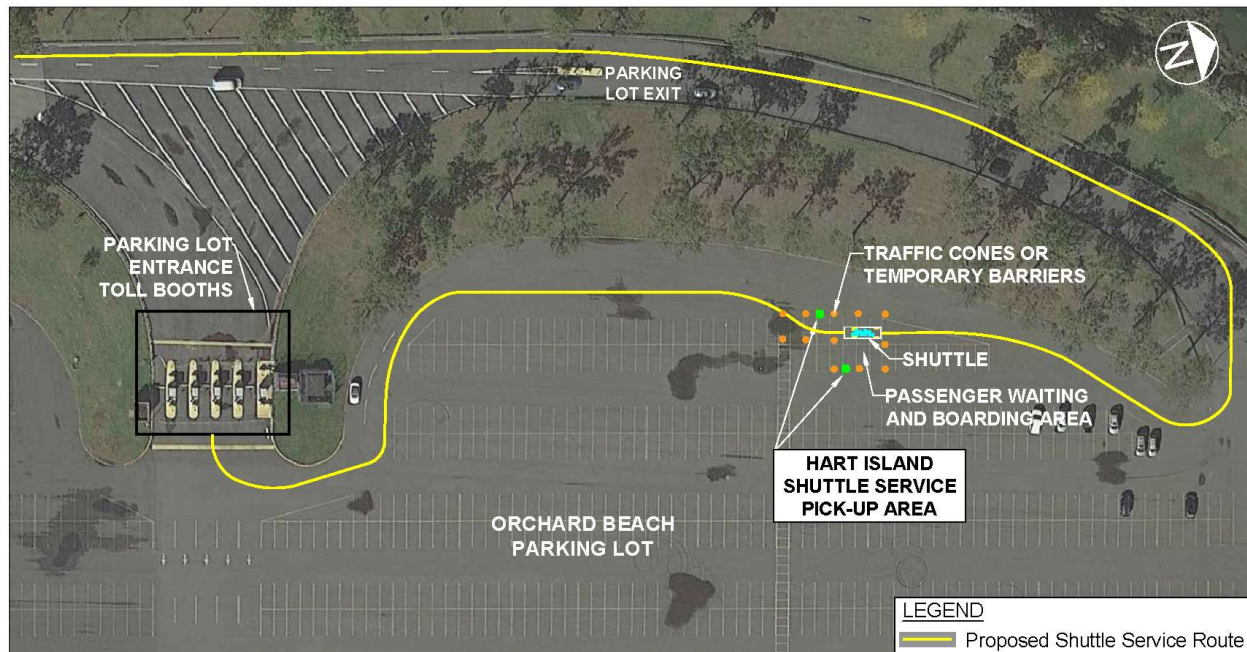 N
PARKING
LOT EXIT
PARKING LOT
ENTRANCE
TOLL BOOTHS
TRAFFIC CONES OR
TEMPORARY BARRIERS
SHUTTLE
PASSENGER WAITING
AND BOARDING AREA
HART ISLAND
SHUTTLE SERVICE
PICK-UP AREA
ORCHARD BEACH
PARKING LOT
LEGEND
Proposed Shuttle Service Route